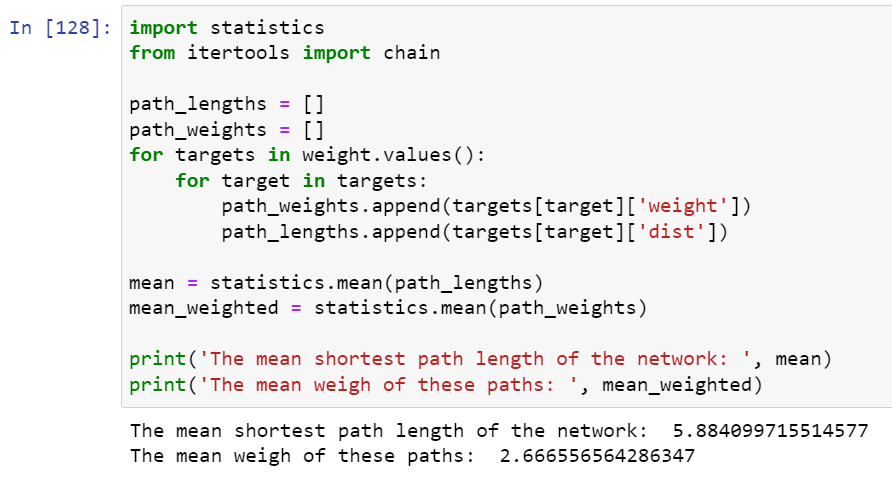 In [128]: import statistics
from itertools import chain

path_lengths = []
path_weights = []
for targets in weight.values():
    for target in targets:
        path_weights.append(targets[target]['weight'])
        path_lengths.append(targets[target]['dist'])

mean = statistics.mean(path_lengths)
mean_weighted = statistics.mean(path_weights)

print('The mean shortest path length of the network: ', mean)
print('The mean weigh of these paths: ', mean_weighted)

The mean shortest path length of the network:  5.884099715514577
The mean weigh of these paths:  2.666556564286347